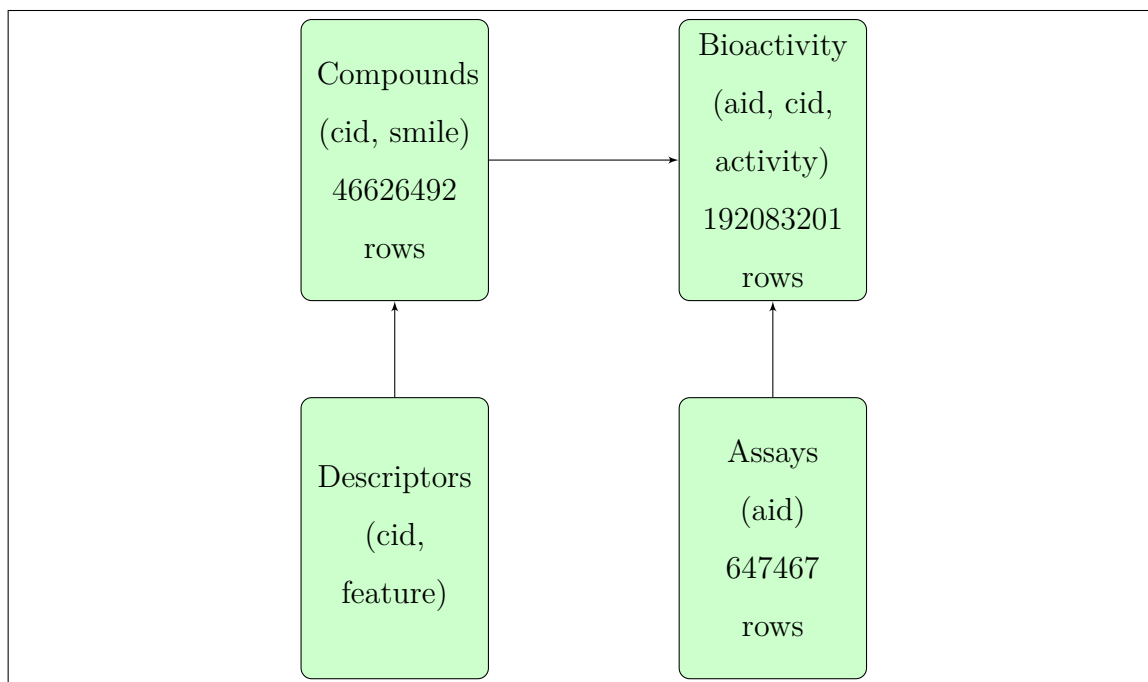 Compounds
(cid, smile)
46626492
rows
Bioactivity
(aid, cid,
activity)
192083201
rows
Descriptors
(cid,
feature)
Assays
(aid)
647467
rows